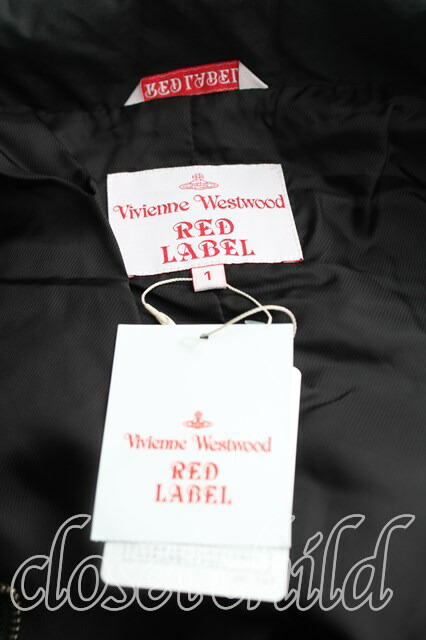 RED LABEL
Vivienne Westwood
RED
LABEL
1
Vivienne Westwood
RED
LABEL
closet child